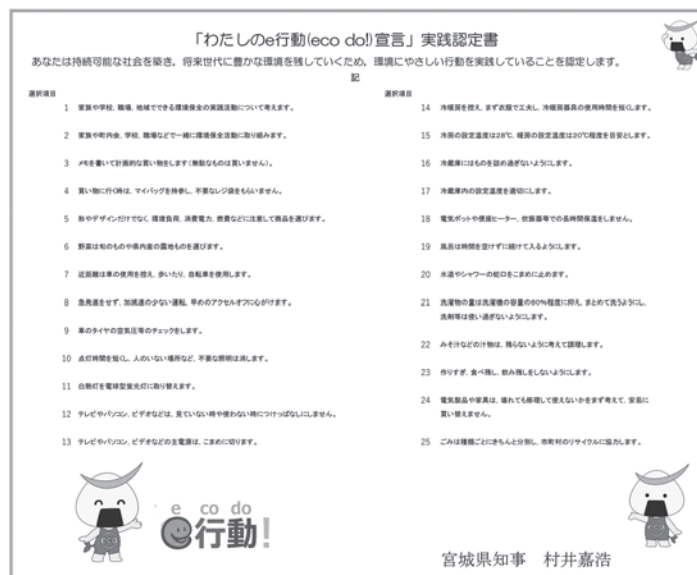 「わたしのe行動(eco do!)宣言」実践認定書
あなたは持続可能な社会を築き、将来世代に豊かな環境を残していくため、環境にやさしい行動を実践していることを認定します。
記
選択項目
1 家族や学校、職場、地域でできる環境保全の実践活動について考えます。
2 家族や町内会、学校、職場などで一緒に環境保全活動に取り組みます。
3 メモを書いて計画的な買い物をします(無駄なものは買いません)。
4 買い物に行く時は、マイバッグを持参し、不要なレジ袋をもらいません。
5 形やデザインだけでなく、環境負荷、消費電力、燃費などに注意して商品を選びます。
6 野菜は旬のものや県内産の露地ものを選びます。
7 近距離は車の使用を控え、歩いたり、自転車を使用します。
8 急発進をせず、加減速の少ない運転、早めのアクセルオフに心がけます。
9 車のタイヤの空気圧等のチェックをします。
10 点灯時間を短くし、人のいない場所など、不要な照明は消します。
11 白熱灯を電球型蛍光灯に取り替えます。
12 テレビやパソコン、ビデオなどは、見ていない時や使わない時につけっぱなしにしません。
13 テレビやパソコン、ビデオなどの主電源は、こまめに切ります。
選択項目
14 冷暖房を控え、まず衣服で工夫し、冷暖房器具の使用時間を短くします。
15 冷房の設定温度は28℃、暖房の設定温度は20℃程度を目安とします。
16 冷蔵庫にはものを詰め過ぎないようにします。
17 冷蔵庫内の設定温度を適切にします。
18 電気ポットや便座ヒーター、炊飯器等での長時間保温をしません。
19 風呂は時間を空けずに続けて入るようにします。
20 水道やシャワーの蛇口をこまめに止めます。
21 洗濯物の量は洗濯機の容量の80%程度に抑え、まとめて洗うようにし、
洗剤等は使い過ぎないようにします。
22 みそ汁などの汁物は、残らないように考えて調理します。
23 作りすぎ、食べ残し、飲み残しをしないようにします。
24 電気製品や家具は、壊れても修理して使えないかをまず考えて、安易に
買い替えません。
25 ごみは種類ごとにきちんと分別し、市町村のリサイクルに協力します。
e co do
e行動!
宮城県知事 村井嘉浩